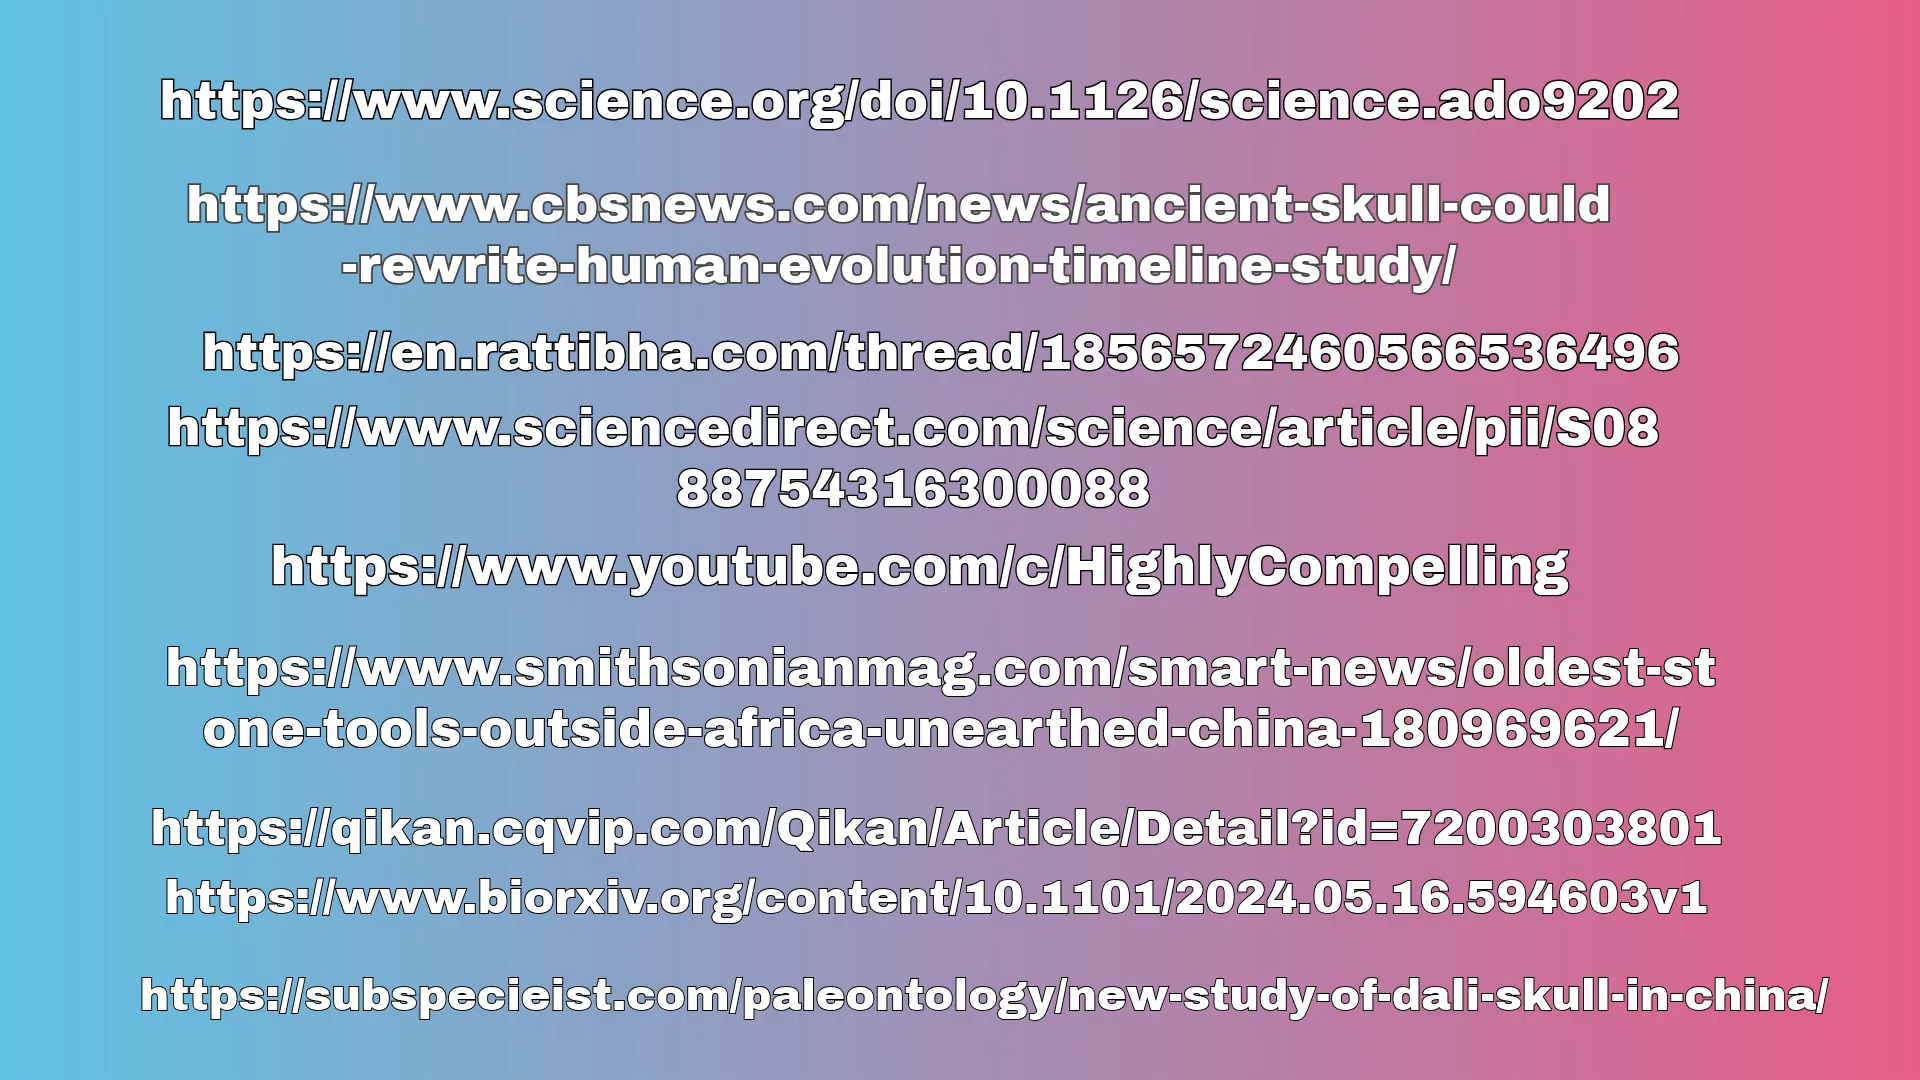 https://www.science.org/doi/10.1126/science.ado9202
https://www.cbsnews.com/news/ancient-skull-could
-rewrite-human-evolution-timeline-study/
https://en.rattibha.com/thread/1856572460566536496
https://www.sciencedirect.com/science/article/pii/S08
88754316300088
https://www.youtube.com/c/HighlyCompelling
https://www.smithsonianmag.com/smart-news/oldest-st
one-tools-outside-africa-unearthed-china-180969621/
https://qikan.cqvip.com/Qikan/Article/Detail?id=7200303801
https://www.biorxiv.org/content/10.1101/2024.05.16.594603v1
https://subspecieist.com/paleontology/new-study-of-dali-skull-in-china/